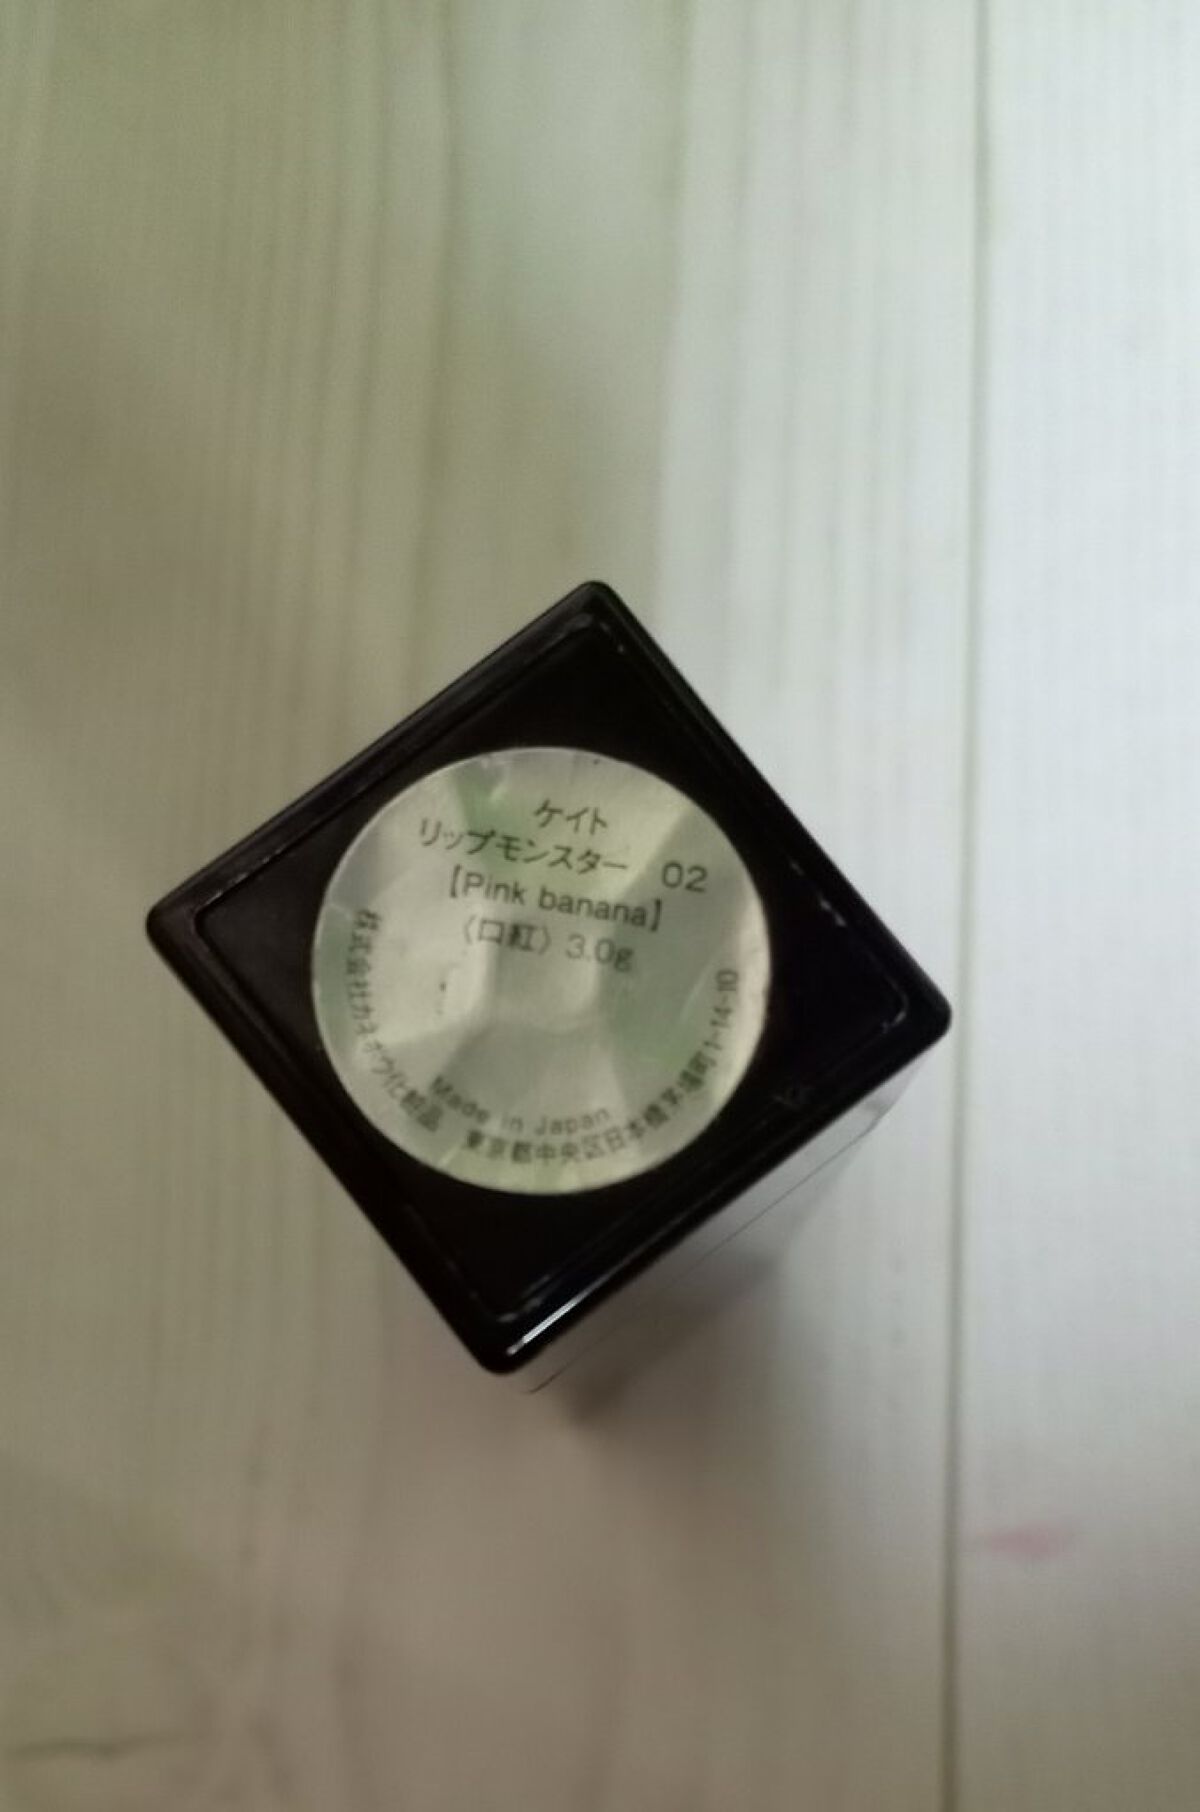 ケイト
リップモンスター 02
【Pink banana】
〈口紅〉 3.0g
Made in Japan
株式会社カネボウ化粧品 東京都中央区日本橋茅場町1-14-10